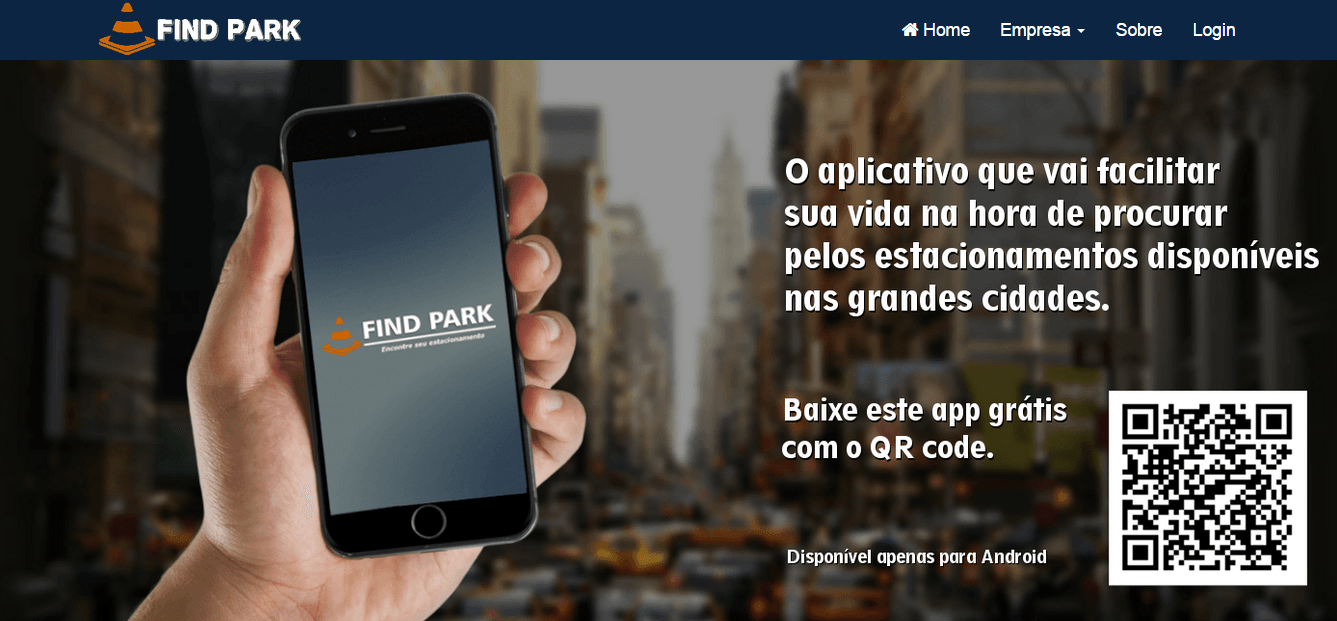 FIND PARK
Home
Empresa
Sobre
Login
O aplicativo que vai facilitar
sua vida na hora de procurar
pelos estacionamentos disponíveis
nas grandes cidades.
FIND PARK
Encontre seu estacionamento
Baixe este app grátis
com o QR code.
Disponível apenas para Android